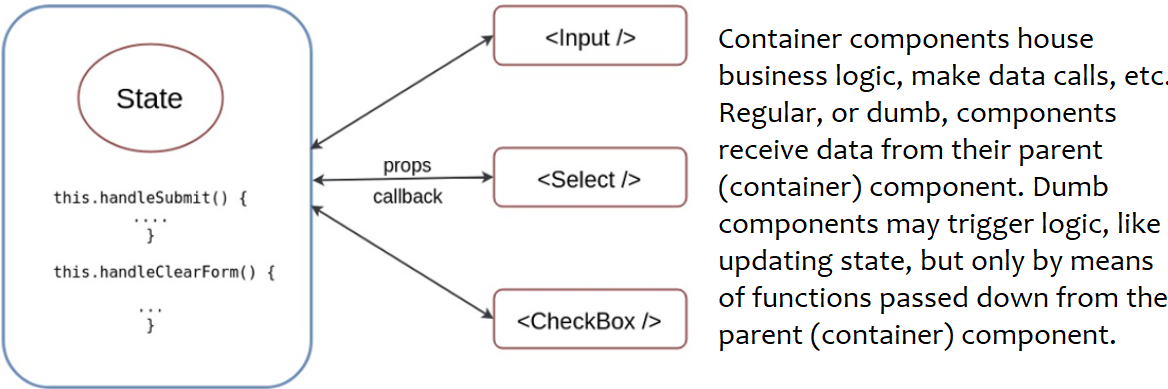 State
this.handleSubmit() {
....
}
this.handleClearForm() {
...
}
props
callback
<Input />
<Select />
<CheckBox />
Container components house
business logic, make data calls, etc.
Regular, or dumb, components
receive data from their parent
(container) component. Dumb
components may trigger logic, like
updating state, but only by means
of functions passed down from the
parent (container) component.